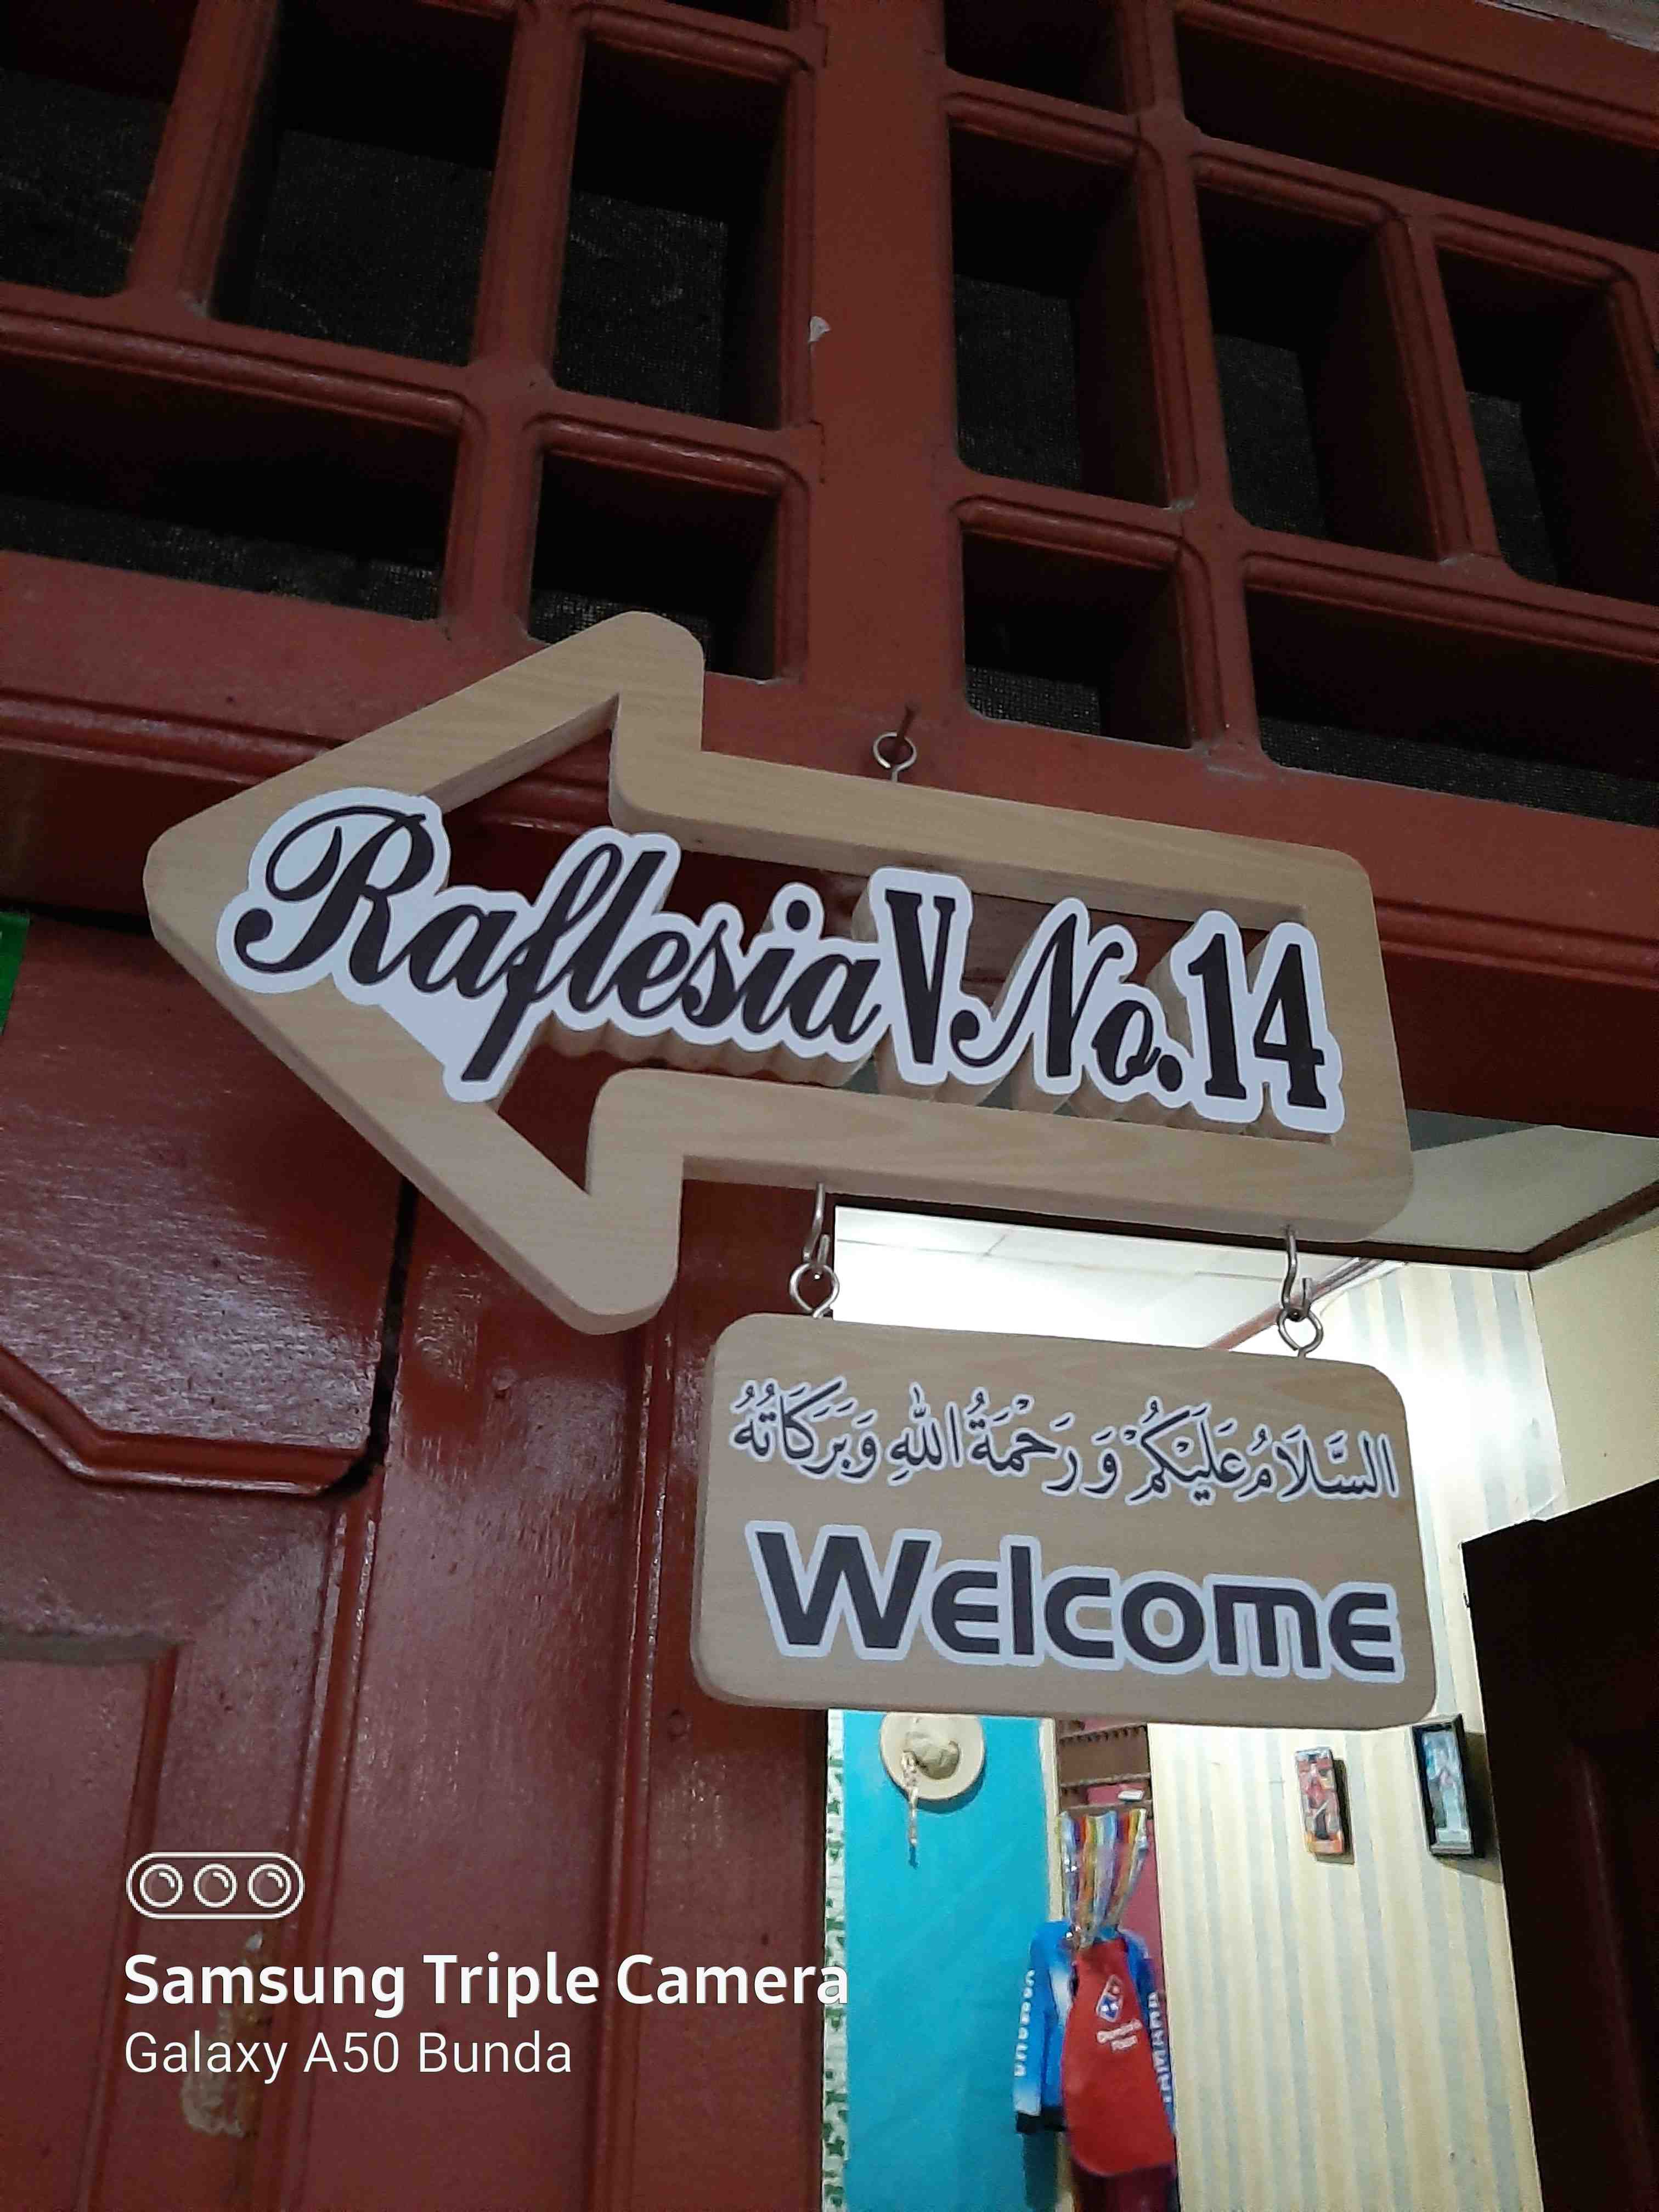 Raflesia V.No.14
السَّلَامُ عَلَيْكُمْ وَرَحْمَةُ اللهِ وَبَرَكَاتُهُ
Welcome
Samsung Triple Camera
Galaxy A50 Bunda